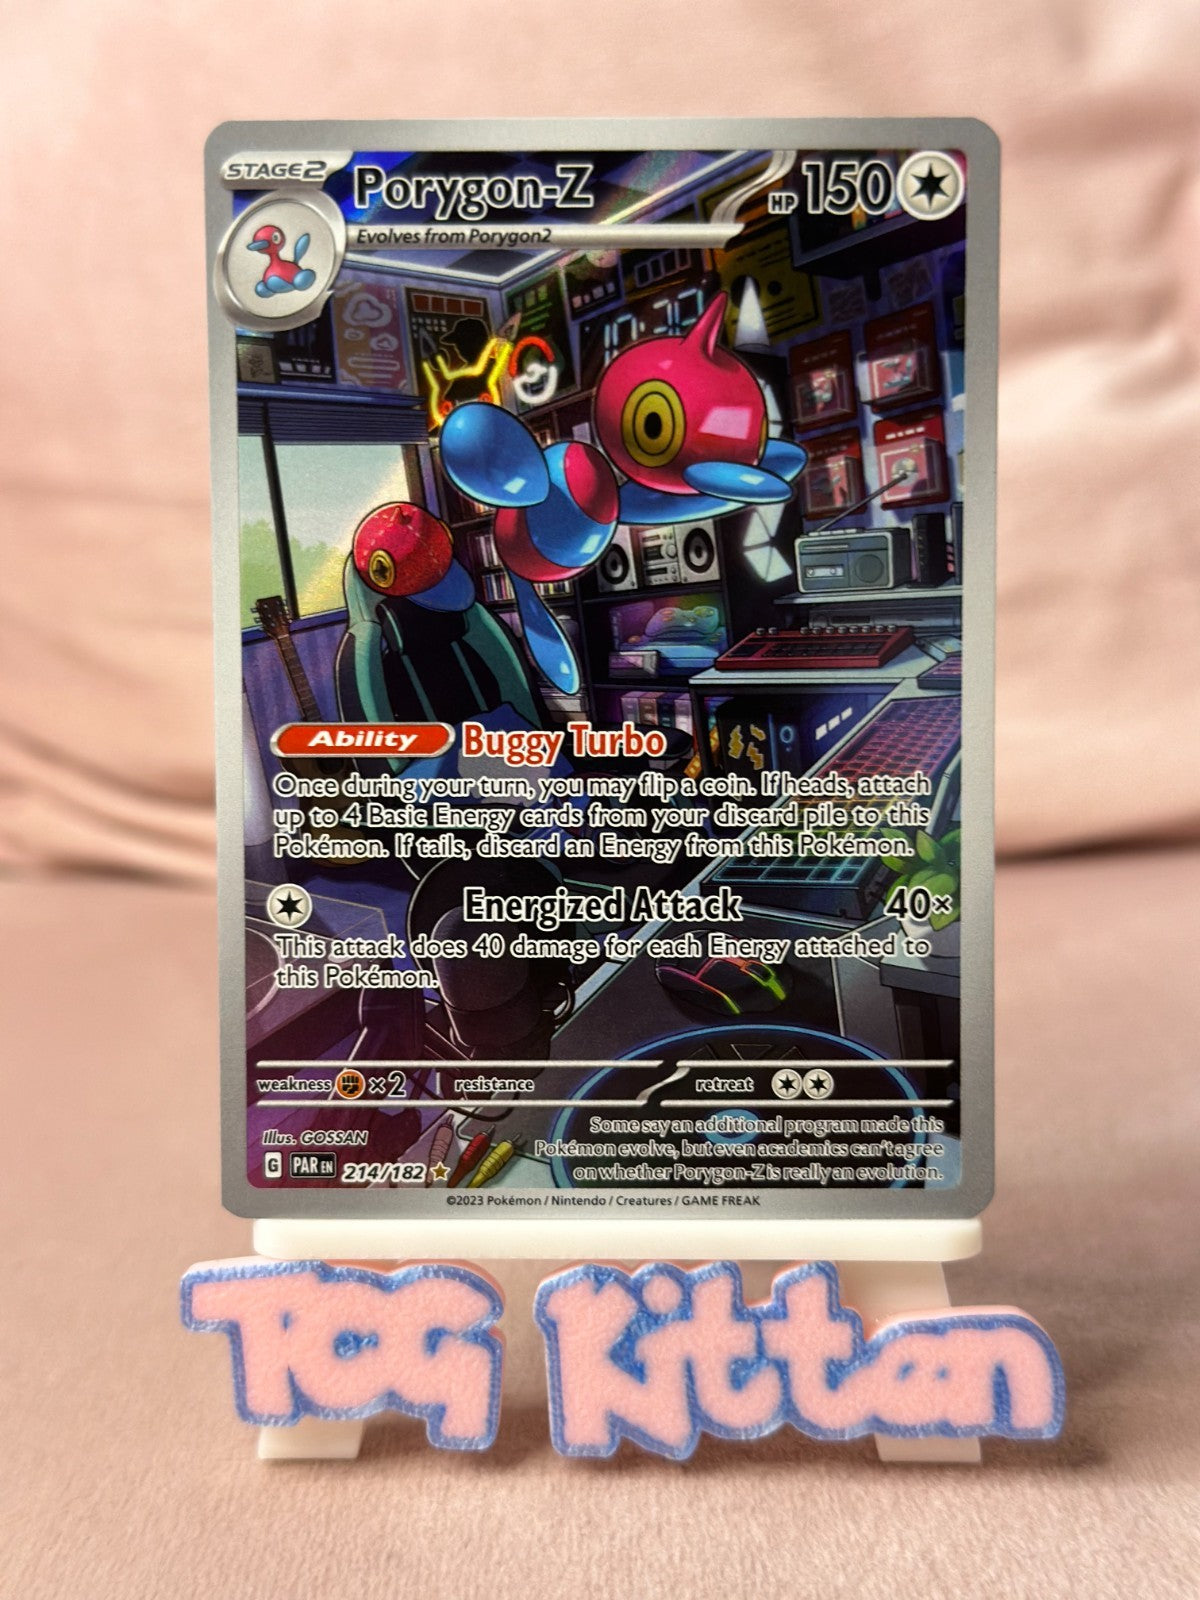 STAGE2
Porygon-Z
HP 150
Evolves from Porygon2
Ability Buggy Turbo
Once during your turn, you may flip a coin. If heads, attach
up to 4 Basic Energy cards from your discard pile to this
Pokémon. If tails, discard an Energy from this Pokémon.
Energized Attack 40×
This attack does 40 damage for each Energy attached to
this Pokémon.
weakness ×2 resistance retreat
Illus. GOSSAN
Some say an additional program made this
Pokémon evolve, but even academics can't agree
on whether Porygon-Z is really an evolution.
G PAR EN 214/182
©2023 Pokémon / Nintendo / Creatures / GAME FREAK
TCG Kitten